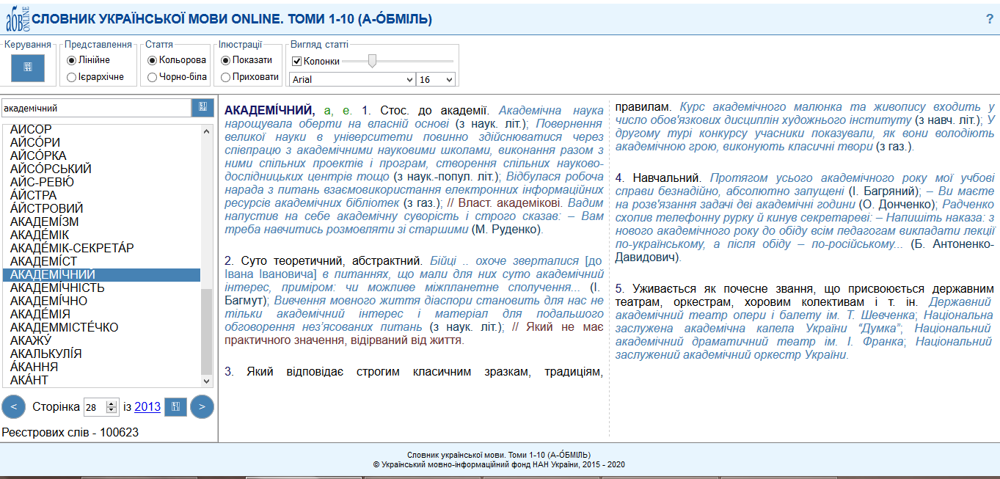 абв ONLINE
СЛОВНИК УКРАЇНСЬКОЇ МОВИ ONLINE. ТОМИ 1-10 (А-О́БМІЛЬ)
?
Керування
Представлення
Лінійне
Ієрархічне
Стаття
Кольорова
Чорно-біла
Ілюстрації
Показати
Приховати
Вигляд статті
Колонки
Arial
16
академічний
АЙСОР
АЙСО́РИ
АЙСО́РКА
АЙСО́РСЬКИЙ
АЙС-РЕВЮ́
А́ЙСТРА
А́ЙСТРОВИЙ
АКАДЕМІ́ЗМ
АКАДЕ́МІК
АКАДЕ́МІК-СЕКРЕТА́Р
АКАДЕМІ́СТ
АКАДЕМІ́ЧНИЙ
АКАДЕМІ́ЧНІСТЬ
АКАДЕМІ́ЧНО
АКАДЕ́МІЯ
АКАДЕММІСТЕ́ЧКО
АКАЖУ́
АКАЛЬКУЛІ́Я
А́КАННЯ
АКА́НТ
<
Сторінка
28
із 2013
>
Реєстрових слів - 100623
АКАДЕМІ́ЧНИЙ, а, е. 1. Стос. до академії. Академічна наука
нарощувала оберти на власній основі (з наук. літ.); Повернення
великої науки в університети повинно здійснюватися через
співпрацю з академічними науковими школами, виконання разом з
ними спільних проектів і програм, створення спільних науково-
дослідницьких центрів тощо (з наук.-попул. літ.); Відбулася робоча
нарада з питань взаємовикористання електронних інформаційних
ресурсів академічних бібліотек (з газ.); // Власт. академікові. Вадим
напустив на себе академічну суворість і строго сказав: – Вам
треба навчитись розмовляти зі старшими (М. Руденко).
2. Суто теоретичний, абстрактний. Бійці .. охоче зверталися [до
Івана Івановича] в питаннях, що мали для них суто академічний
інтерес, приміром: чи можливе міжпланетне сполучення... (І.
Багмут); Вивчення мовного життя діаспори становить для нас не
тільки академічний інтерес і матеріал для подальшого
обговорення нез’ясованих питань (з наук. літ.); // Який не має
практичного значення, відірваний від життя.
3. Який відповідає строгим класичним зразкам, традиціям,
правилам. Курс академічного малюнка та живопису входить у
число обов'язкових дисциплін художнього інституту (з навч. літ.); У
другому турі конкурсу учасники показували, як вони володіють
академічною грою, виконують класичні твори (з газ.).
4. Навчальний. Протягом усього академічного року мої учбові
справи безнадійно, абсолютно запущені (І. Багряний); – Ви маєте
на розв'язання задачі дві академічні години (О. Донченко); Радченко
схопив телефонну рурку й кинув секретареві: – Напишіть наказа: з
нового академічного року до обіду всім педагогам викладати лекції
по-українському, а після обіду – по-російському... (Б. Антоненко-
Давидович).
5. Уживається як почесне звання, що присвоюється державним
театрам, оркестрам, хоровим колективам і т. ін. Державний
академічний театр опери і балету ім. Т. Шевченка; Національна
заслужена академічна капела України “Думка”; Національний
академічний драматичний театр ім. І. Франка; Національний
заслужений академічний оркестр України.
Словник української мови. Томи 1-10 (А-О́БМІЛЬ)
© Український мовно-інформаційний фонд НАН України, 2015 - 2020